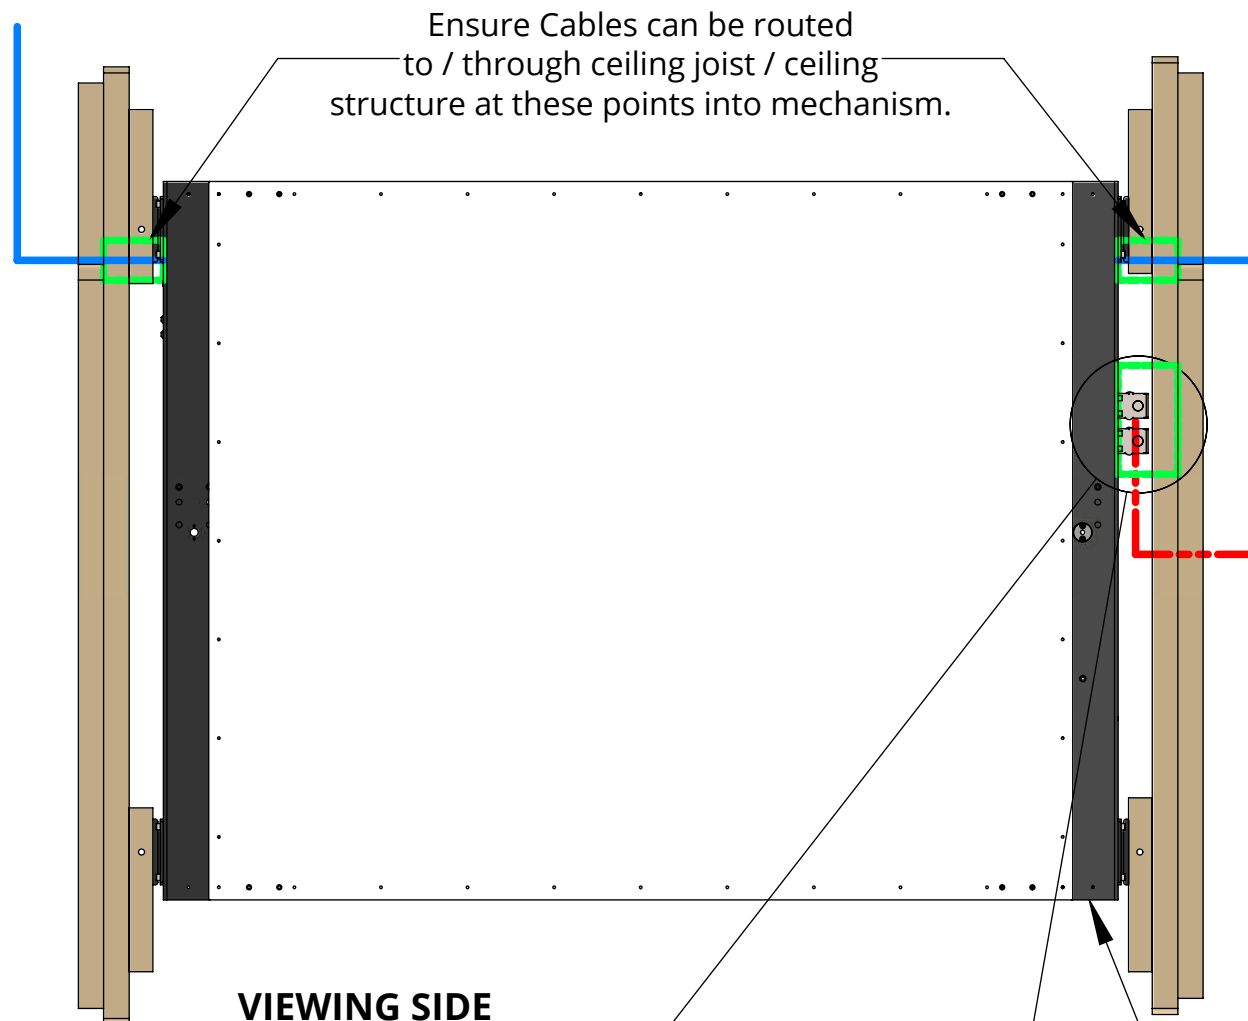 Ensure Cables can be routed
to / through ceiling joist / ceiling
structure at these points into mechanism.
VIEWING SIDE